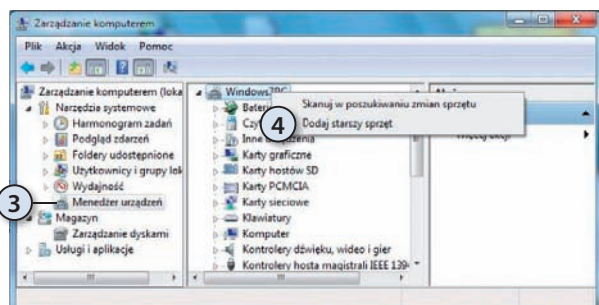 Zarządzanie komputerem
Plik Akcja Widok Pomoc
Zarządzanie komputerem (loka
Narzędzia systemowe
Harmonogram zadań
Podgląd zdarzeń
Foldery udostępnione
Użytkownicy i grupy lok
Wydajność
3
Menedżer urządzeń
Magazyn
Zarządzanie dyskami
Usługi i aplikacje
Skanuj w poszukiwaniu zmian sprzętu
4
Dodaj starszy sprzęt
Inne
Karty graficzne
Karty hostów SD
Karty PCMCIA
Karty sieciowe
Klawiatury
Komputer
Kontrolery dźwięku, wideo i gier
Kontrolery hosta magistrali IEEE 139